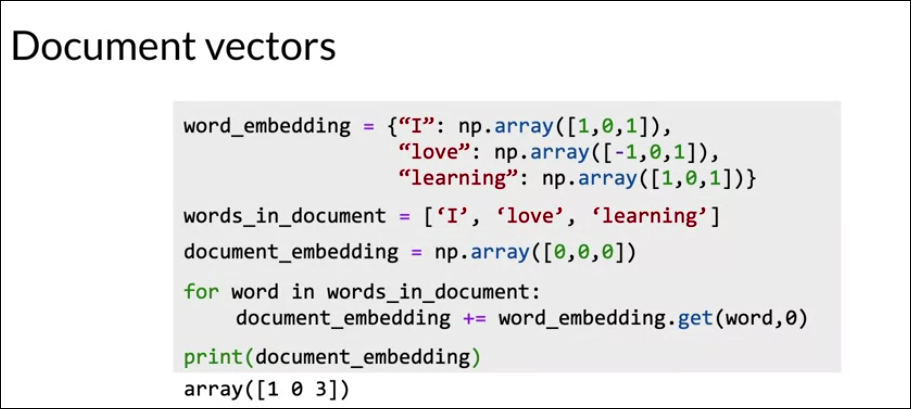 Document vectors
word_embedding = {“I”: np.array([1,0,1]),
“love”: np.array([-1,0,1]),
“learning”: np.array([1,0,1])}
words_in_document = [‘I’, ‘love’, ‘learning’]
document_embedding = np.array([0,0,0])
for word in words_in_document:
document_embedding += word_embedding.get(word,0)
print(document_embedding)
array([1 0 3])